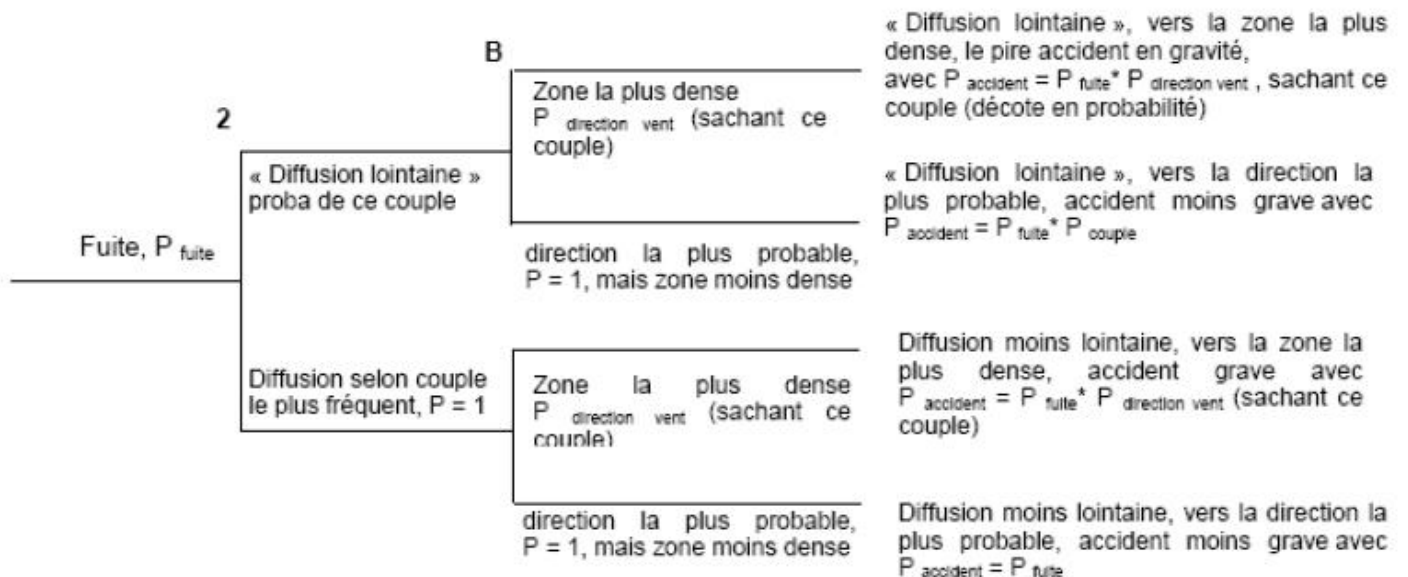 « Diffusion lointaine », vers la zone la plus
dense, le pire accident en gravité,
avec P accident = P fuite* P direction vent , sachant ce
couple (décote en probabilité)
B
Zone la plus dense
P direction vent (sachant ce
couple)
2
« Diffusion lointaine »
proba de ce couple
« Diffusion lointaine », vers la direction la
plus probable, accident moins grave avec
P accident = P fuite* P couple
Fuite, P fuite
direction la plus probable,
P = 1, mais zone moins dense
Diffusion selon couple
le plus fréquent, P = 1
Zone la plus dense
P direction vent (sachant ce
couple)
Diffusion moins lointaine, vers la zone la
plus dense, accident grave avec
P accident = P fuite* P direction vent (sachant ce
couple)
direction la plus probable,
P = 1, mais zone moins dense
Diffusion moins lointaine, vers la direction la
plus probable, accident moins grave avec
P accident = P fuite